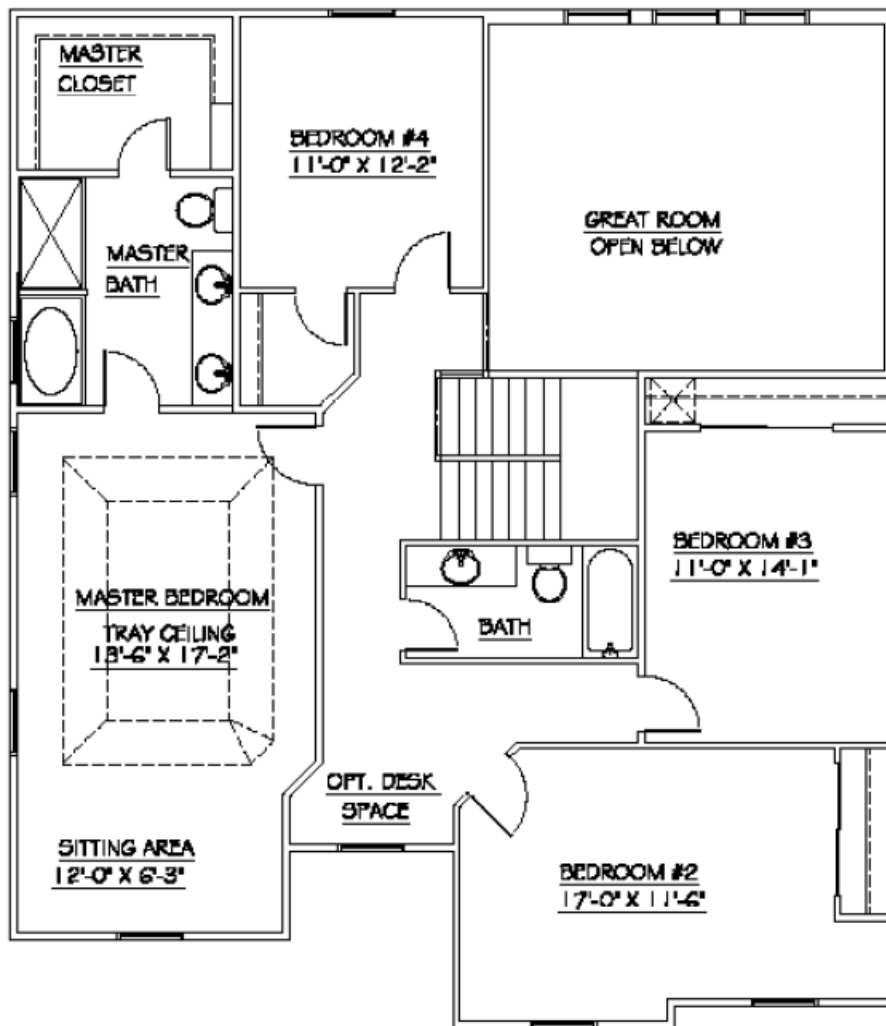 MASTER
CLOSET
BEDROOM #4
11'-0" X 12'-2"
GREAT ROOM
OPEN BELOW
MASTER
BATH
BEDROOM #3
11'-0" X 14'-1"
MASTER BEDROOM
TRAY CEILING
13'-6" X 17'-2"
BATH
OPT. DESK
SPACE
SITTING AREA
12'-0" X 6'-3"
BEDROOM #2
17'-0" X 11'-6"